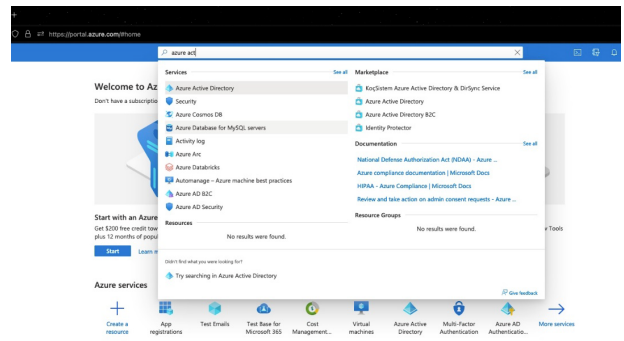 https://portal.azure.com/#home
azure act
Welcome to Az
Don't have a subscriptio
Services
See all
Azure Active Directory
Security
Azure Cosmos DB
Azure Database for MySQL servers
Activity log
Azure Arc
Azure Databricks
Automanage - Azure machine best practices
Azure AD B2C
Azure AD Security
Resources
No results were found.
Marketplace
See all
KoçSistem Azure Active Directory & DirSync Service
Azure Active Directory
Azure Active Directory B2C
Identity Protector
Documentation
See all
National Defense Authorization Act (NDAA) - Azure ...
Azure compliance documentation | Microsoft Docs
HIPAA - Azure Compliance | Microsoft Docs
Review and take action on admin consent requests - Azure ...
Resource Groups
No results were found.
Didn't find what you were looking for?
Try searching in Azure Active Directory
Give feedback
Start with an Azure
Get $200 free credit tow
plus 12 months of popul
Start
Learn m
r Tools
Azure services
Create a resource
App registrations
Test Emails
Test Base for Microsoft 365
Cost Management...
Virtual machines
Azure Active Directory
Multi-Factor Authentication
Azure AD Authenticatio...
More services